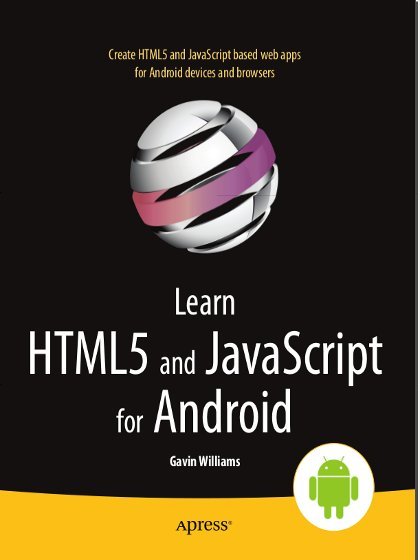 Create HTML5 and JavaScript based web apps
for Android devices and browsers
Learn
HTML5 and JavaScript
for Android
Gavin Williams
Apress®